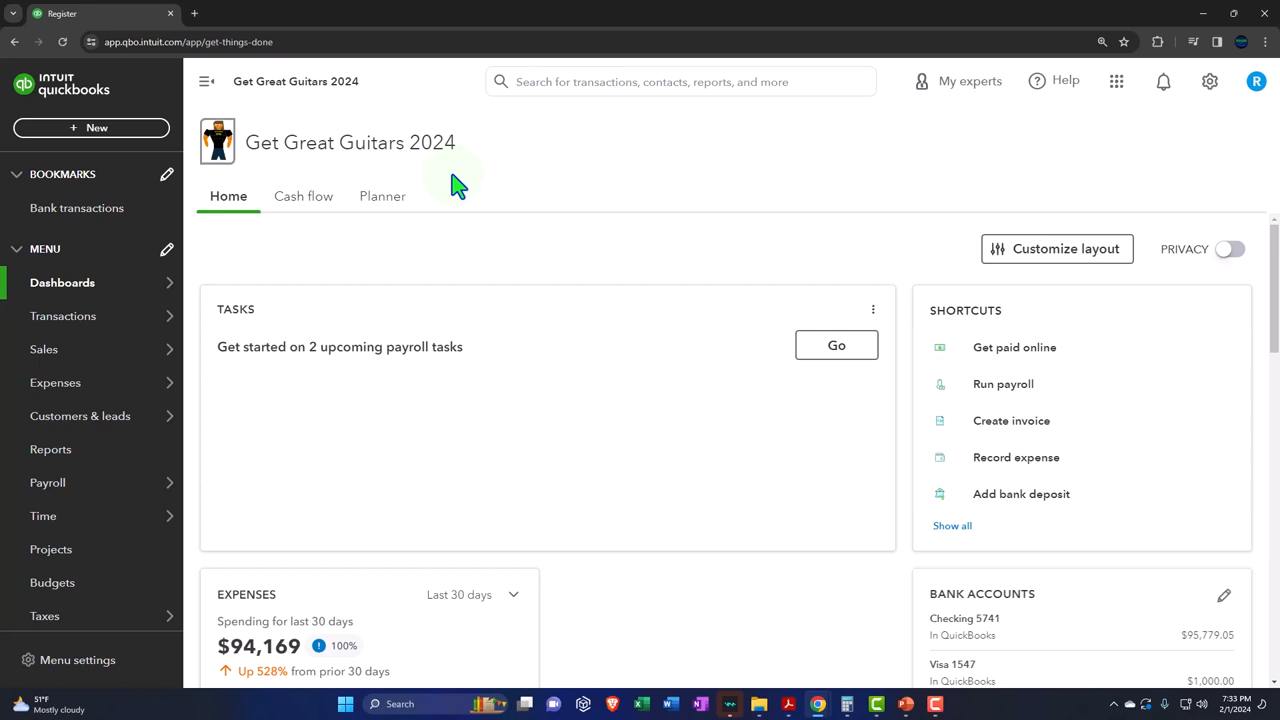 Register
app.qbo.intuit.com/app/get-things-done
INTUIT
quickbooks
Get Great Guitars 2024
Search for transactions, contacts, reports, and more
My experts
Help
R
+ New
BOOKMARKS
Bank transactions
MENU
Dashboards
Transactions
Sales
Expenses
Customers & leads
Reports
Payroll
Time
Projects
Budgets
Taxes
Menu settings
Get Great Guitars 2024
Home
Cash flow
Planner
Customize layout
PRIVACY
TASKS
Get started on 2 upcoming payroll tasks
Go
SHORTCUTS
Get paid online
Run payroll
Create invoice
Record expense
Add bank deposit
Show all
EXPENSES
Last 30 days
Spending for last 30 days
$94,169
100%
Up 528% from prior 30 days
BANK ACCOUNTS
Checking 5741
In QuickBooks
$95,779.05
Visa 1547
In QuickBooks
$1,000.00
51°F
Mostly cloudy
Search
7:33 PM
2/1/2024